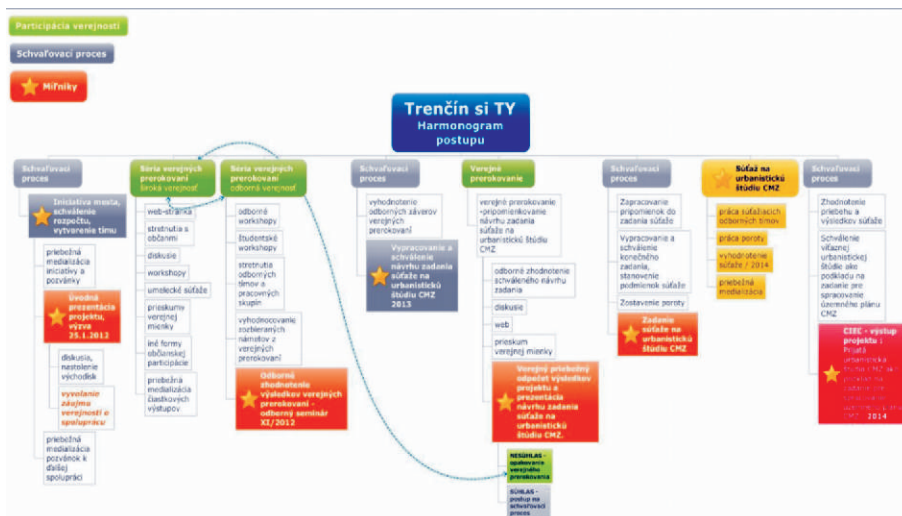 Participácia verejnosti
Schvaľovací proces
Míľniky
Trenčín si TY
Harmonogram
postupu
Schvaľovací
proces
Iniciatíva mesta,
schválenie
rozpočtu,
vytvorenie tímu
priebežná
medializácia
iniciatívy a
pozvánky
Úvodná
prezentácia
projektu,
výzva
25.1.2012
diskusia,
nastolenie
východísk
vyvolanie
záujmu
verejnosti o
spoluprácu
priebežná
medializácia
pozvánok k
ďalšej
spolupráci
Séria verejných
prerokovaní
široká verejnosť
web-stránka
stretnutia s
občanmi
diskusie
workshopy
umelecké súťaže
prieskumy
verejnej
mienky
iné formy
občianskej
participácie
priebežná
medializácia
čiastkových
výstupov
Séria verejných
prerokovaní
odborná verejnosť
odborné
workshopy
študentské
workshopy
stretnutia
odborných
tímov a
pracovných
skupín
vyhodnocovanie
zozbieraných
námetov z
verejných
prerokovaní
Odborné
zhodnotenie
výsledkov verejných
prerokovaní -
odborný seminár
XI/2012
Schvaľovací
proces
vyhodnotenie
odborných záverov
verejných
prerokovaní
Vypracovanie a
schválenie
návrhu zadania
súťaže na
urbanistickú
štúdiu CMZ
2013
Verejné
prerokovanie
verejné prerokovanie
-pripomienkovanie
návrhu zadania
súťaže na
urbanistickú štúdiu
CMZ
odborné zhodnotenie
schváleného návrhu
zadania
diskusie
web
prieskum
verejnej mienky
Verejný priebežný
odpočet výsledkov
projektu a
prezentácia
návrhu zadania
súťaže na
urbanistickú
štúdiu CMZ.
NESÚHLAS -
opakovanie
verejného
prerokovania
SÚHLAS -
postup na
schvaľovací
proces
Schvaľovací
proces
Zapracovanie
pripomienok do
zadania súťaže
Vypracovanie a
schválenie
konečného
zadania,
stanovenie
podmienok súťaže
Zostavenie poroty
Zadanie
súťaže na
urbanistickú
štúdiu CMZ
Súťaž na
urbanistickú
štúdiu CMZ
práca súťažiacich
odborných tímov
práca poroty
vyhodnotenie
súťaže / 2014
priebežná
medializácia
Schvaľovací
proces
Zhodnotenie
priebehu a
výsledkov súťaže
Schválenie
víťaznej
urbanistickej
štúdie ako
podkladu na
zadanie pre
spracovanie
územného plánu
CMZ
CIEĽ - výstup
projektu :
Prijatá
urbanistická
2014